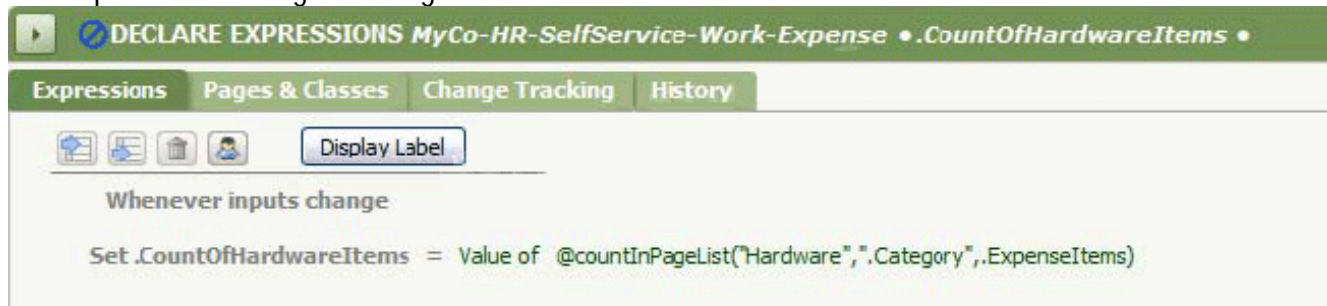 DECLARE EXPRESSIONS MyCo-HR-SelfService-Work-Expense •.CountOfHardwareItems •
Expressions Pages & Classes Change Tracking History
Display Label
Whenever inputs change
Set .CountOfHardwareItems = Value of @countInPageList("Hardware",".Category",.ExpenseItems)